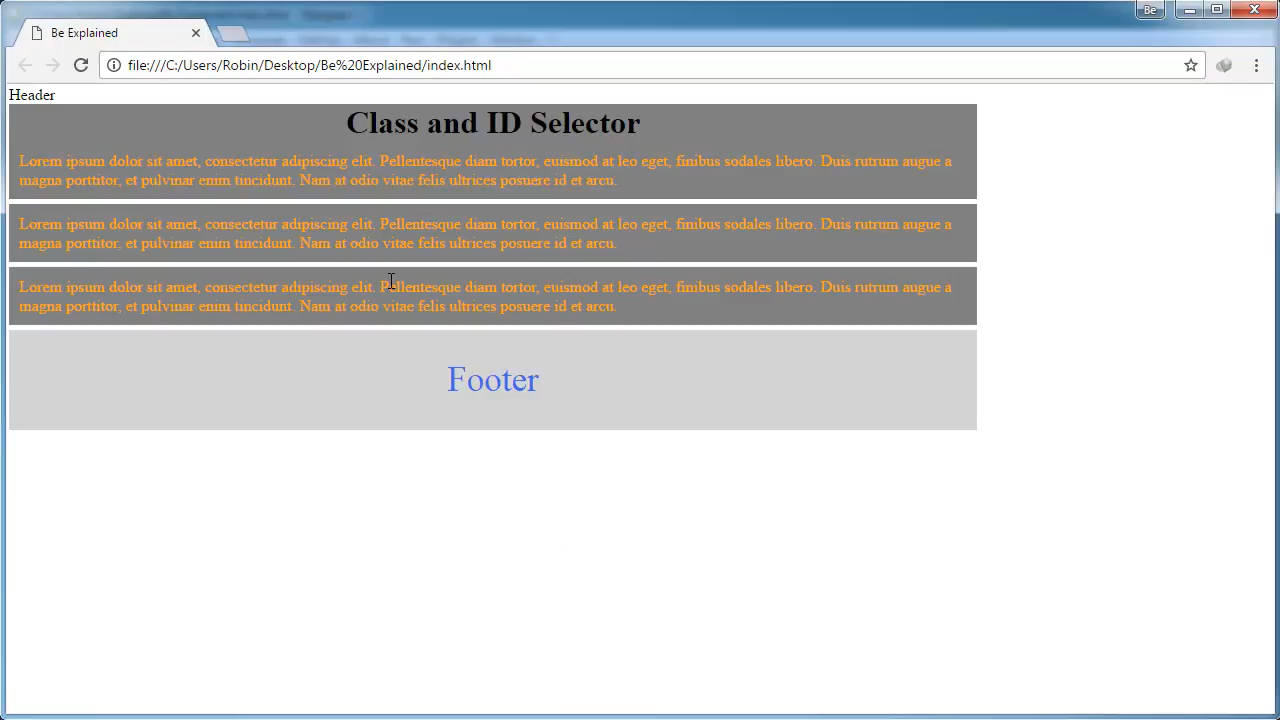 Be
Be Explained
file:///C:/Users/Robin/Desktop/Be%20Explained/index.html
Header
Class and ID Selector
Lorem ipsum dolor sit amet, consectetur adipiscing elit. Pellentesque diam tortor, euismod at leo eget, finibus sodales libero. Duis rutrum augue a
magna porttitor, et pulvinar enim tincidunt. Nam at odio vitae felis ultrices posuere id et arcu.
Lorem ipsum dolor sit amet, consectetur adipiscing elit. Pellentesque diam tortor, euismod at leo eget, finibus sodales libero. Duis rutrum augue a
magna porttitor, et pulvinar enim tincidunt. Nam at odio vitae felis ultrices posuere id et arcu.
Lorem ipsum dolor sit amet, consectetur adipiscing elit. Pellentesque diam tortor, euismod at leo eget, finibus sodales libero. Duis rutrum augue a
magna porttitor, et pulvinar enim tincidunt. Nam at odio vitae felis ultrices posuere id et arcu.
Footer